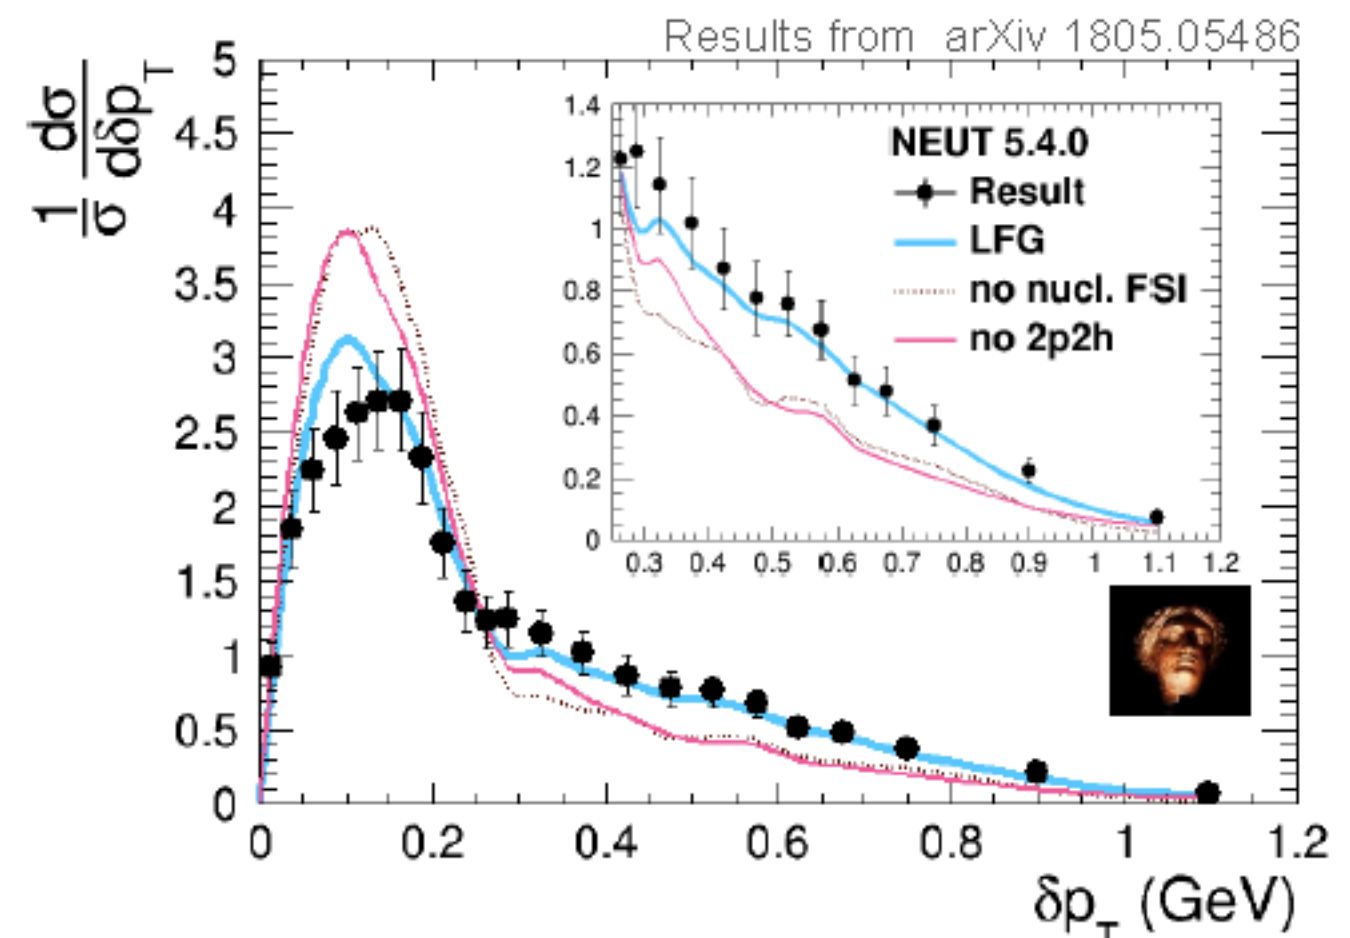 Results from arXiv 1805.05486
1/σ dσ/dδp_T
5
4.5
4
3.5
3
2.5
2
1.5
1
0.5
0
0 0.2 0.4 0.6 0.8 1 1.2
δp_T (GeV)
1.4
1.2
1
0.8
0.6
0.4
0.2
0
0.3 0.4 0.5 0.6 0.7 0.8 0.9 1 1.1 1.2
NEUT 5.4.0
Result
LFG
no nucl. FSI
no 2p2h